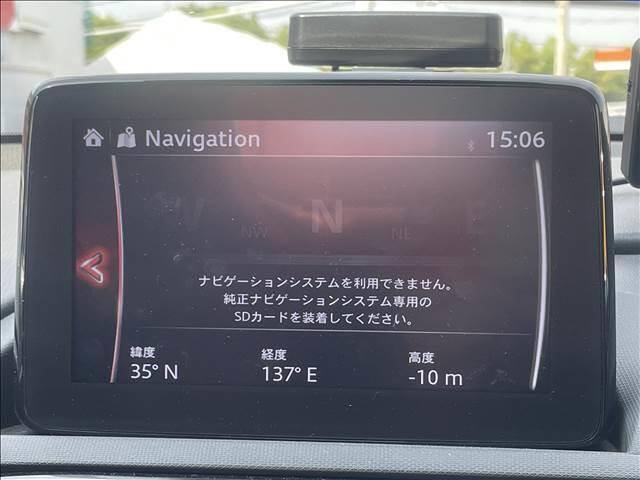 Navigation
15:06
W
N
E
NW
NE
ナビゲーションシステムを利用できません。
純正ナビゲーションシステム専用の
SDカードを装着してください。
緯度
経度
高度
35° N
137° E
-10 m